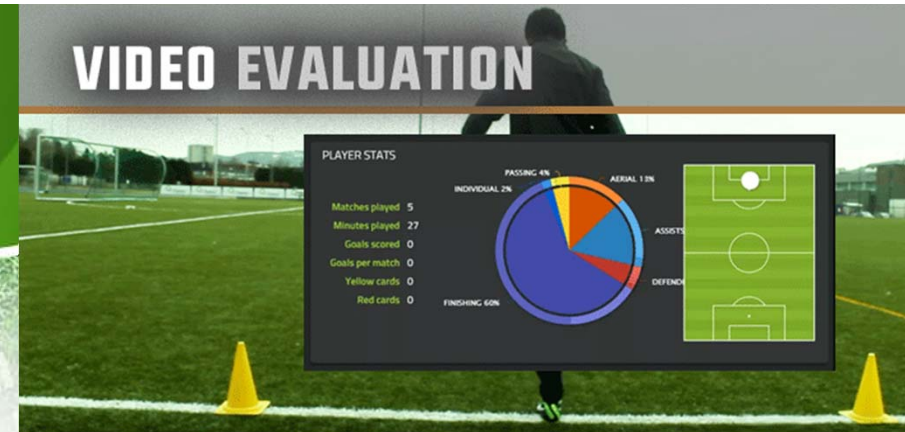 VIDEO EVALUATION
PLAYER STATS
PASSING 4%
AERIAL 13%
INDIVIDUAL 2%
Matches played 5
Minutes played 27
ASSISTS
Goals scored 0
Goals per match 0
DEFEND
Yellow cards 0
Red cards 0
FINISHING 60%